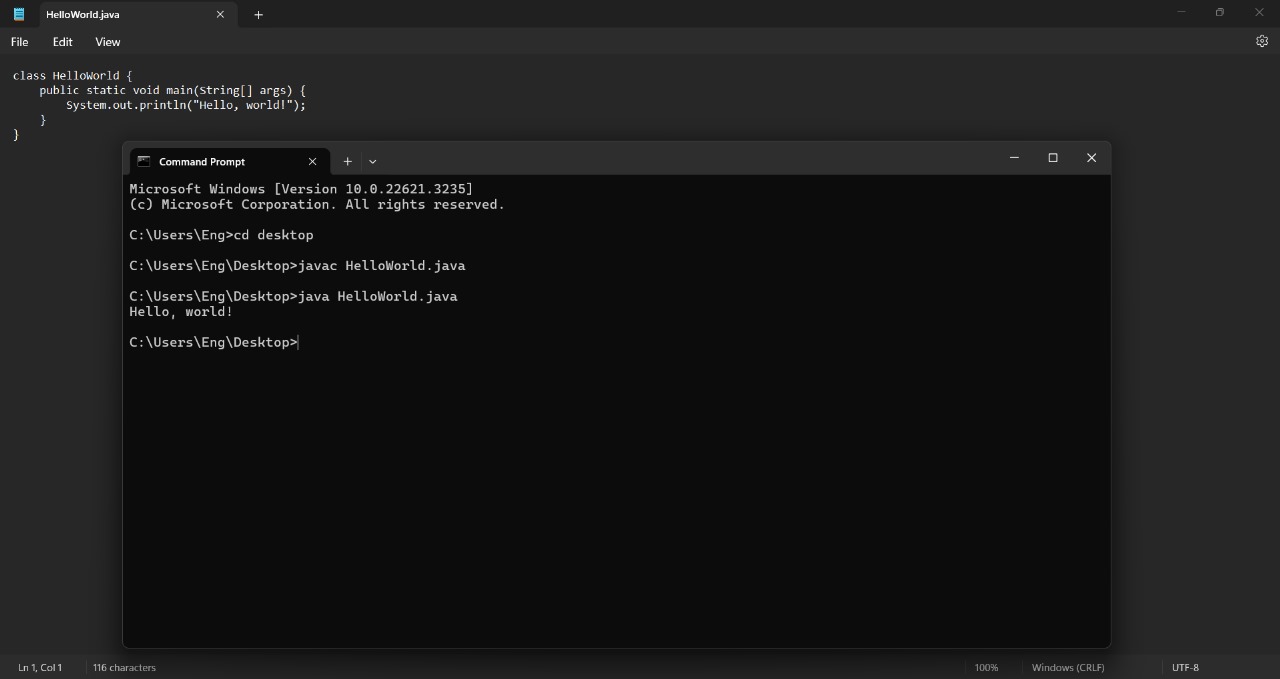 HelloWorld.java
File Edit View
class HelloWorld {
    public static void main(String[] args) {
        System.out.println("Hello, world!");
    }
}
Command Prompt
Microsoft Windows [Version 10.0.22621.3235]
(c) Microsoft Corporation. All rights reserved.
C:\Users\Eng>cd desktop
C:\Users\Eng\Desktop>javac HelloWorld.java
C:\Users\Eng\Desktop>java HelloWorld.java
Hello, world!
C:\Users\Eng\Desktop>
Ln 1, Col 1 116 characters 100% Windows (CRLF) UTF-8